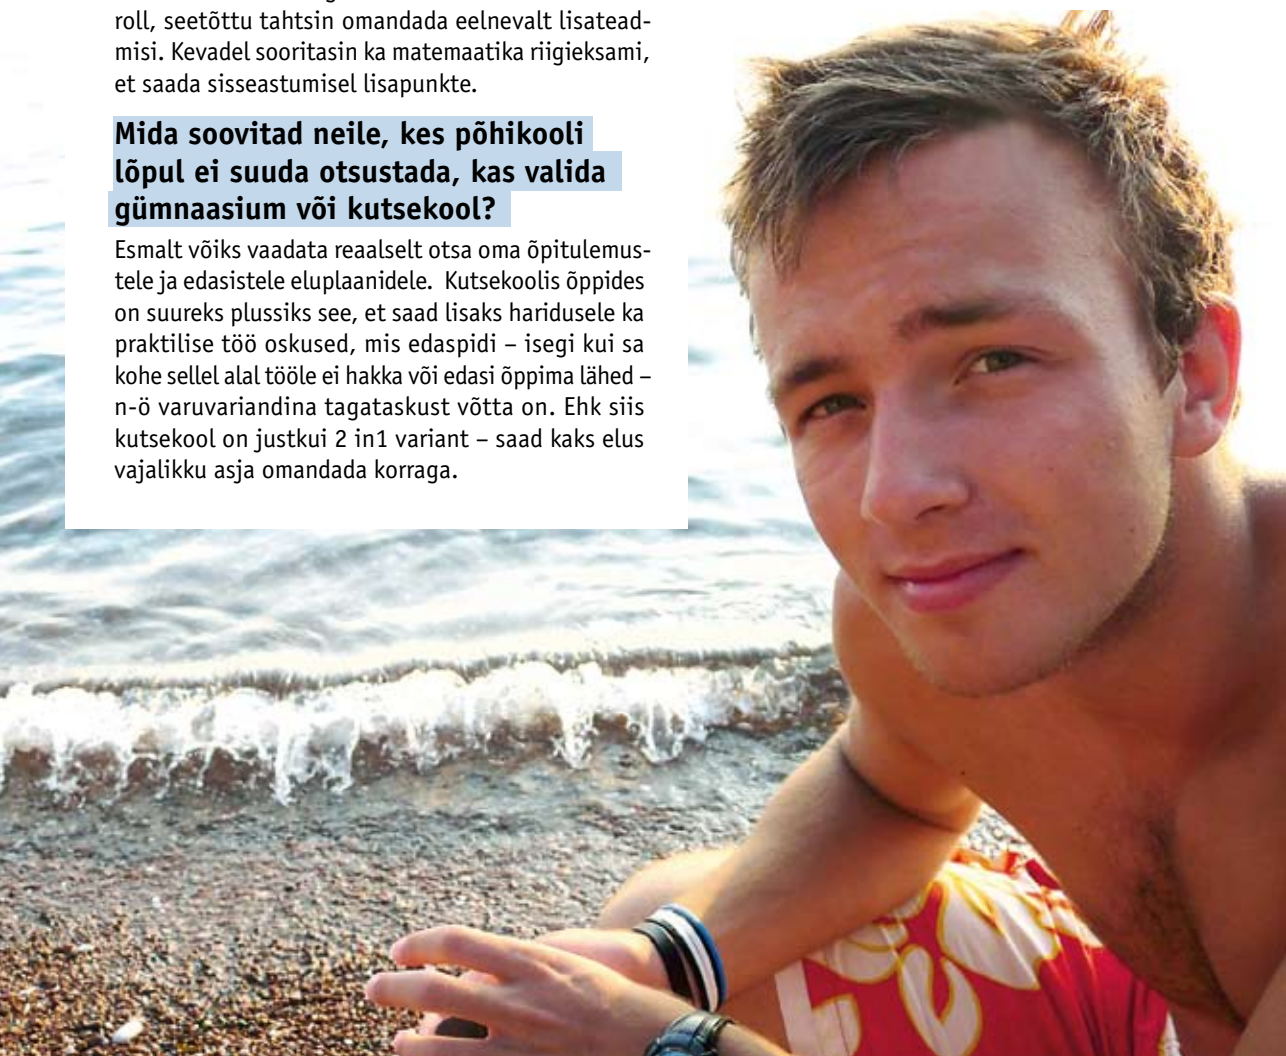 roll, seetõttu tahtsin omandada eelnevalt lisatead-
misi. Kevadel sooritasin ka matemaatika riigieksami,
et saada sisseastumisel lisapunkte.
Mida soovitad neile, kes põhikooli
lõpul ei suuda otsustada, kas valida
gümnaasium või kutsekool?
Esmalt võiks vaadata reaalselt otsa oma õpitulemus-
tele ja edasistele eluplaanidele.  Kutsekoolis õppides
on suureks plussiks see, et saad lisaks haridusele ka
praktilise töö oskused, mis edaspidi – isegi kui sa
kohe sellel alal tööle ei hakka või edasi õppima lähed –
n-ö varuvariandina tagataskust võtta on. Ehk siis
kutsekool on justkui 2 in1 variant – saad kaks elus
vajalikku asja omandada korraga.